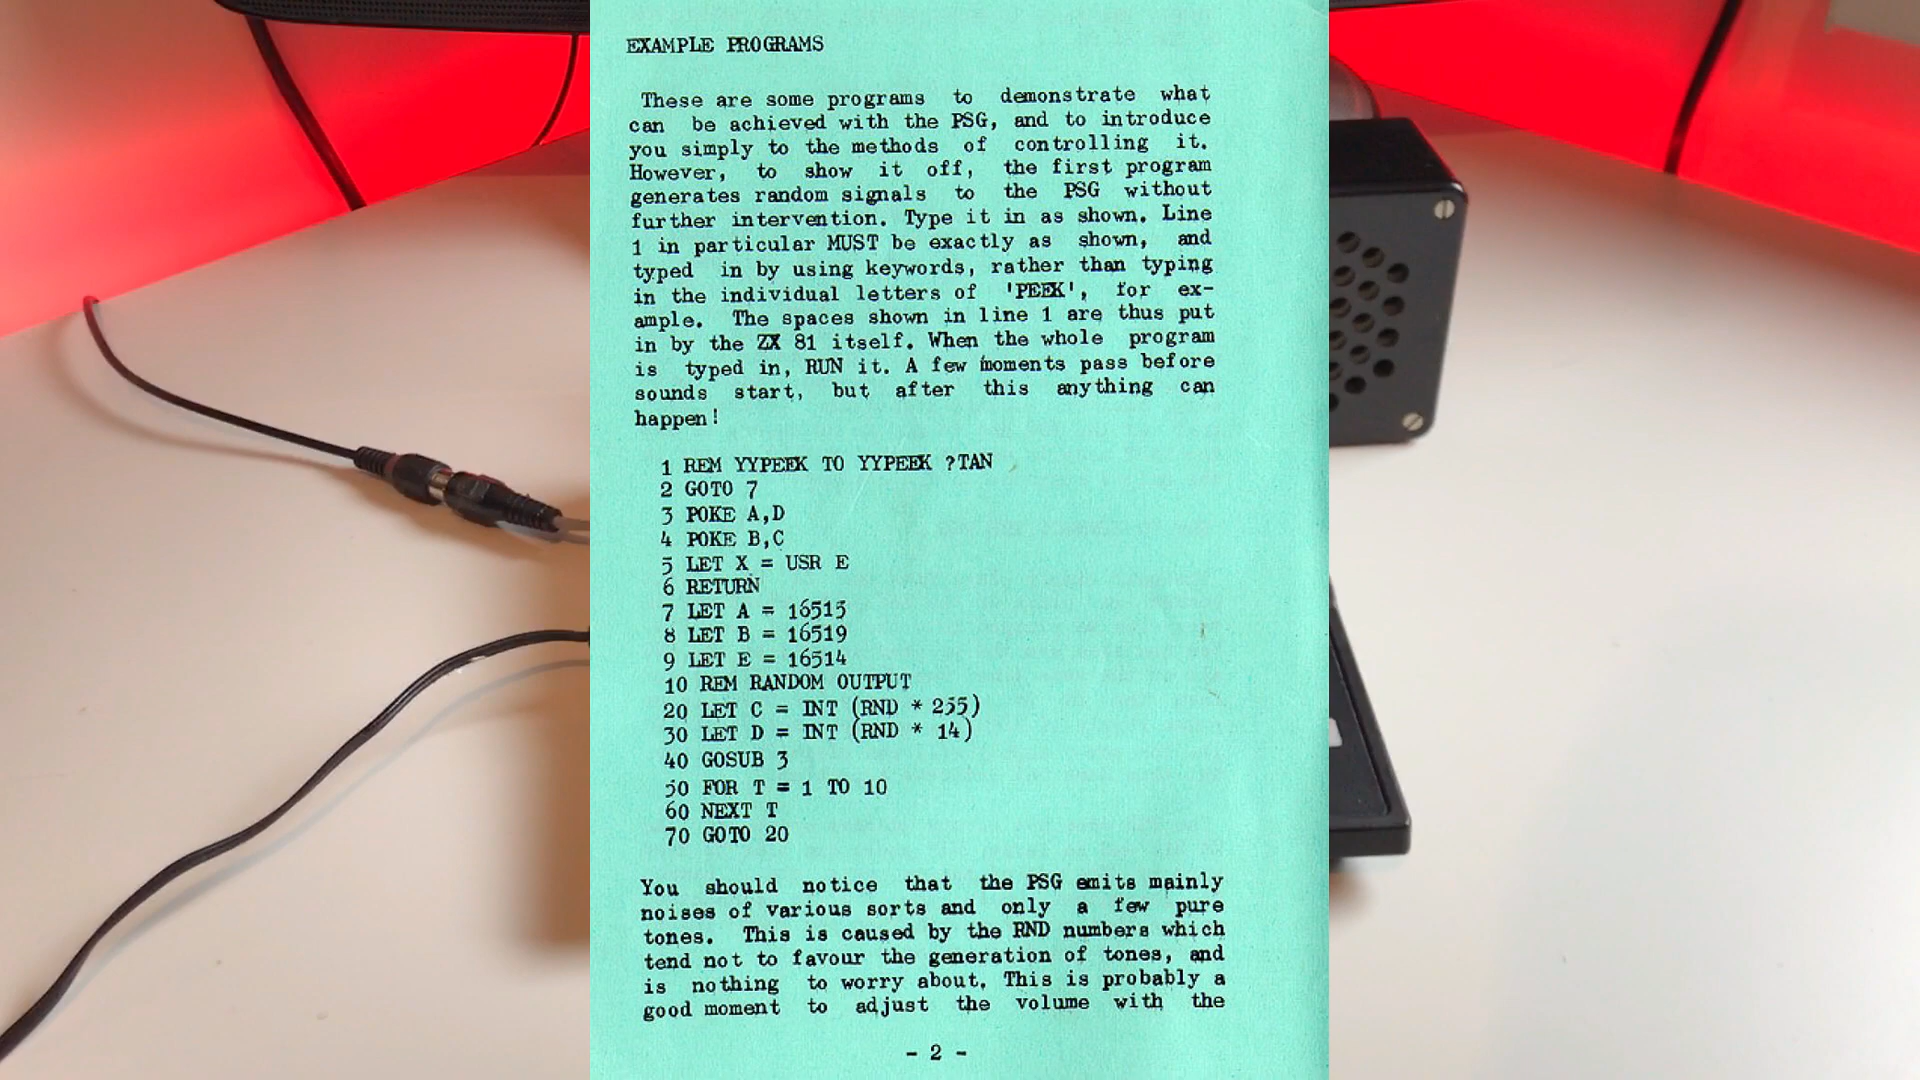 EXAMPLE PROGRAMS
These are some programs to demonstrate what
can be achieved with the PSG, and to introduce
you simply to the methods of controlling it.
However, to show it off, the first program
generates random signals to the PSG without
further intervention. Type it in as shown. Line
1 in particular MUST be exactly as shown, and
typed in by using keywords, rather than typing
in the individual letters of 'PEEK', for ex-
ample. The spaces shown in line 1 are thus put
in by the ZX 81 itself. When the whole program
is typed in, RUN it. A few moments pass before
sounds start, but after this anything can
happen!
1 REM YYPEEK TO YYPEEK ?TAN
2 GOTO 7
3 POKE A,D
4 POKE B,C
5 LET X = USR E
6 RETURN
7 LET A = 16515
8 LET B = 16519
9 LET E = 16514
10 REM RANDOM OUTPUT
20 LET C = INT (RND * 255)
30 LET D = INT (RND * 14)
40 GOSUB 3
50 FOR T = 1 TO 10
60 NEXT T
70 GOTO 20
You should notice that the PSG emits mainly
noises of various sorts and only a few pure
tones. This is caused by the RND numbers which
tend not to favour the generation of tones, and
is nothing to worry about. This is probably a
good moment to adjust the volume with the
- 2 -